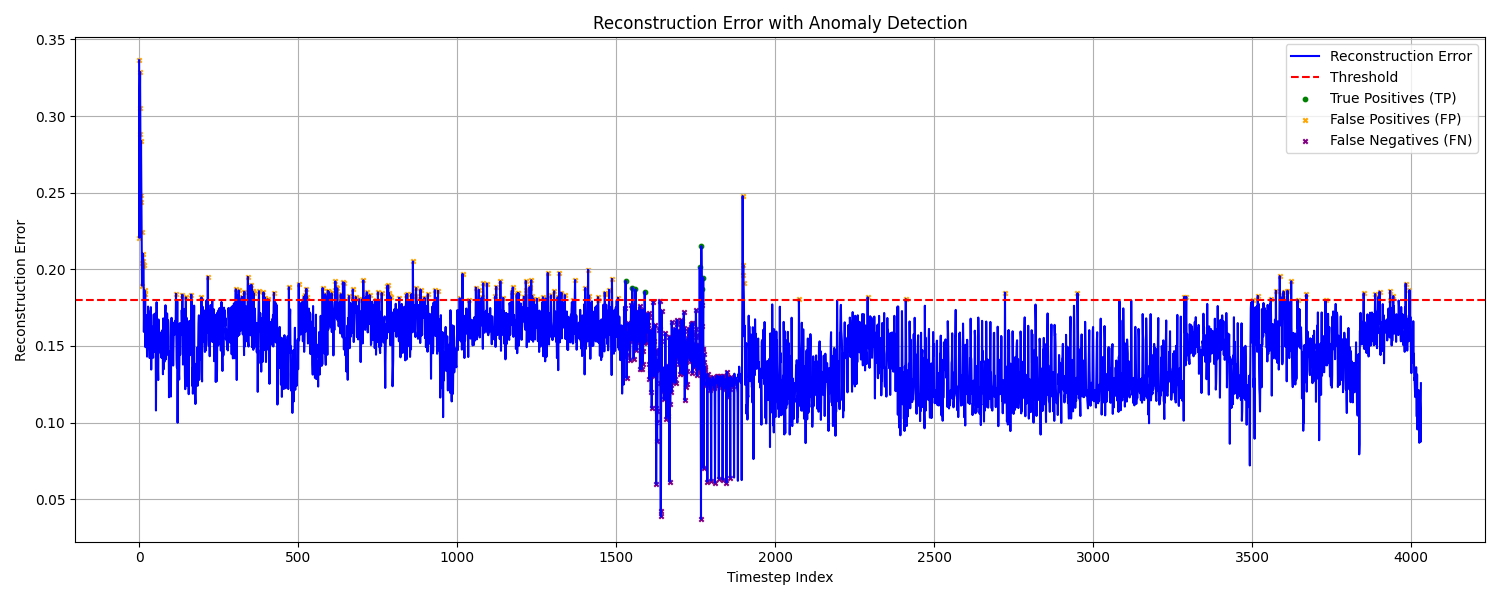 Reconstruction Error with Anomaly Detection
Reconstruction Error
0.35
0.30
0.25
0.20
0.15
0.10
0.05
Reconstruction Error
Threshold
True Positives (TP)
False Positives (FP)
False Negatives (FN)
0 500 1000 1500 2000 2500 3000 3500 4000
Timestep Index